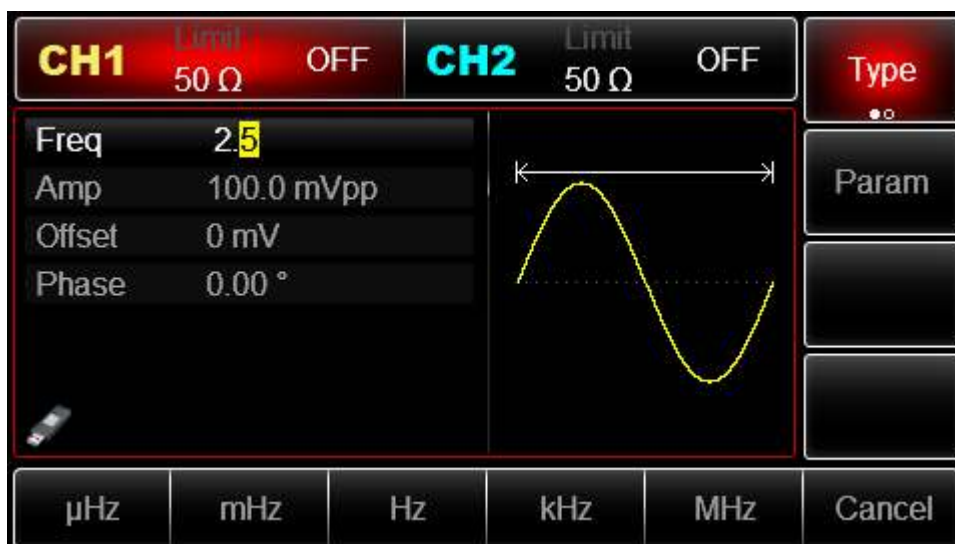 CH1 Limit 50 Ω OFF CH2 Limit 50 Ω OFF Type
Freq 2.5
Amp 100.0 mVpp
Offset 0 mV
Phase 0.00 °
Param
µHz mHz Hz kHz MHz Cancel